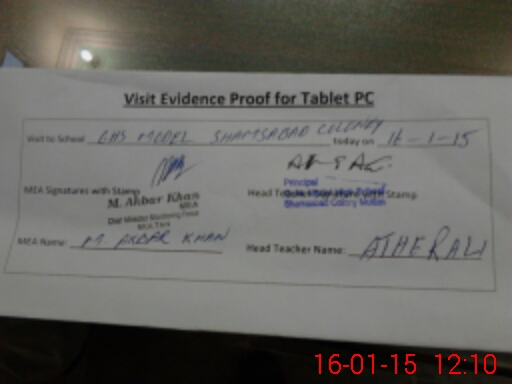 Visit Evidence Proof for Tablet PC
Visit to School GHS MODEL SHAMSABAD COLONY today on 16-1-15
MEA Signatures with Stamp
Head Teacher Signature with Stamp
M. Akbar Khan
MEA
Principal
Shamsabad Colony Multan
MEA Name: M. AKBAR KHAN
Head Teacher Name: ATHER ALI
16-01-15 12:10